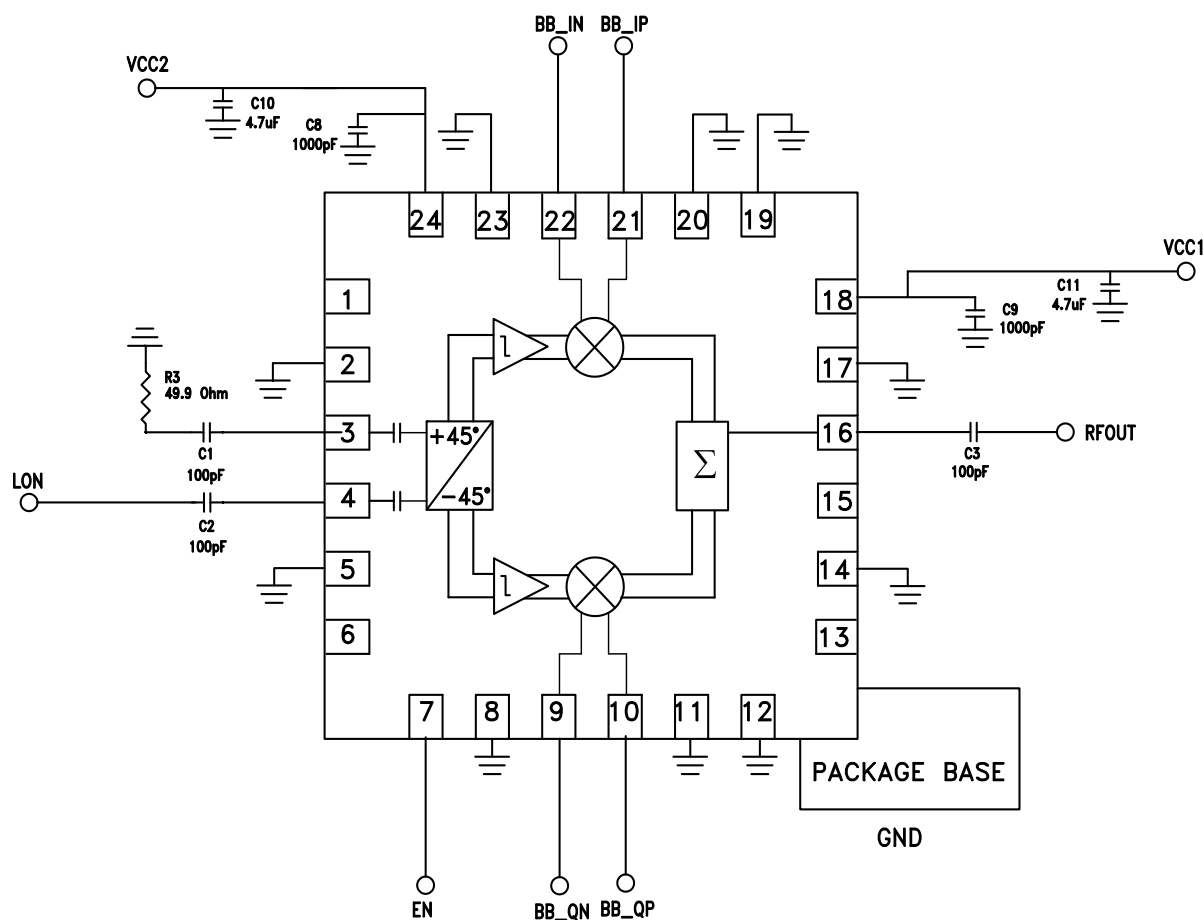 BB_IN BB_IP
VCC2
C10
4.7uF
C8
1000pF
24 23 22 21 20 19
VCC1
1
18
C11
4.7uF
C9
1000pF
2
17
R3
49.9 Ohm
3
+45°
Σ
16
RFOUT
C1
100pF
C3
100pF
LON
4
-45°
15
C2
100pF
5
14
6
13
7 8 9 10 11 12
PACKAGE BASE
GND
EN BB_QN BB_QP